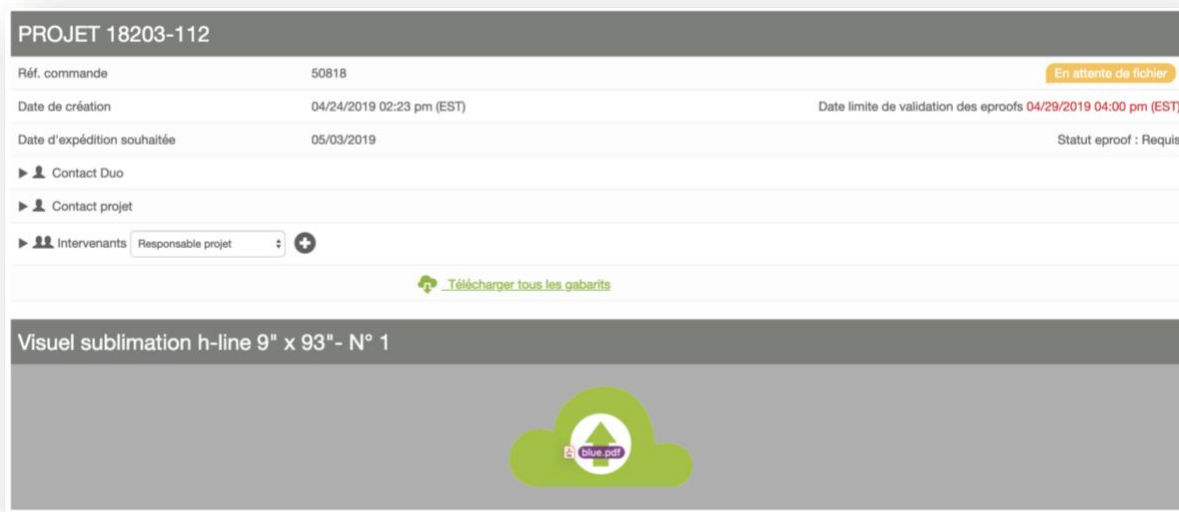 PROJET 18203-112
Réf. commande 50818 En attente de fichier
Date de création 04/24/2019 02:23 pm (EST) Date limite de validation des eproofs 04/29/2019 04:00 pm (EST)
Date d'expédition souhaitée 05/03/2019 Statut eproof : Requis
Contact Duo
Contact projet
Intervenants Responsable projet
Télécharger tous les gabarits
Visuel sublimation h-line 9" x 93"- N° 1
blue.pdf